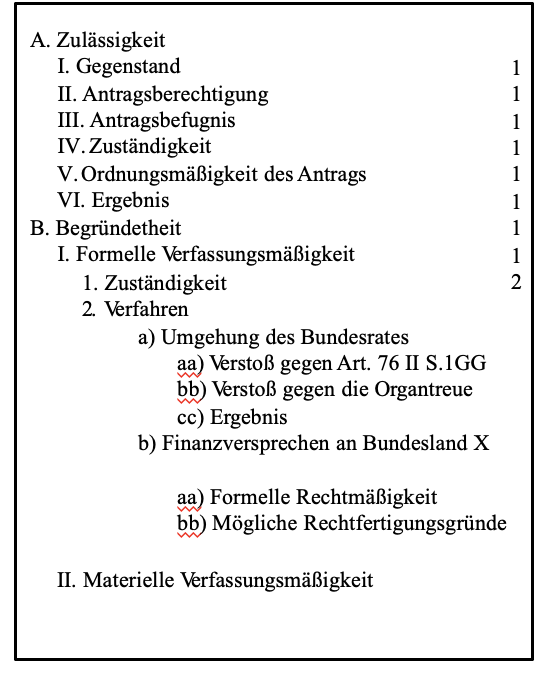 A. Zulässigkeit
I. Gegenstand 1
II. Antragsberechtigung 1
III. Antragsbefugnis 1
IV. Zuständigkeit 1
V. Ordnungsmäßigkeit des Antrags 1
VI. Ergebnis 1
B. Begründetheit 1
I. Formelle Verfassungsmäßigkeit 1
1. Zuständigkeit 2
2. Verfahren
a) Umgehung des Bundesrates
aa) Verstoß gegen Art. 76 II S.1GG
bb) Verstoß gegen die Organtreue
cc) Ergebnis
b) Finanzversprechen an Bundesland X
aa) Formelle Rechtmäßigkeit
bb) Mögliche Rechtfertigungsgründe
II. Materielle Verfassungsmäßigkeit